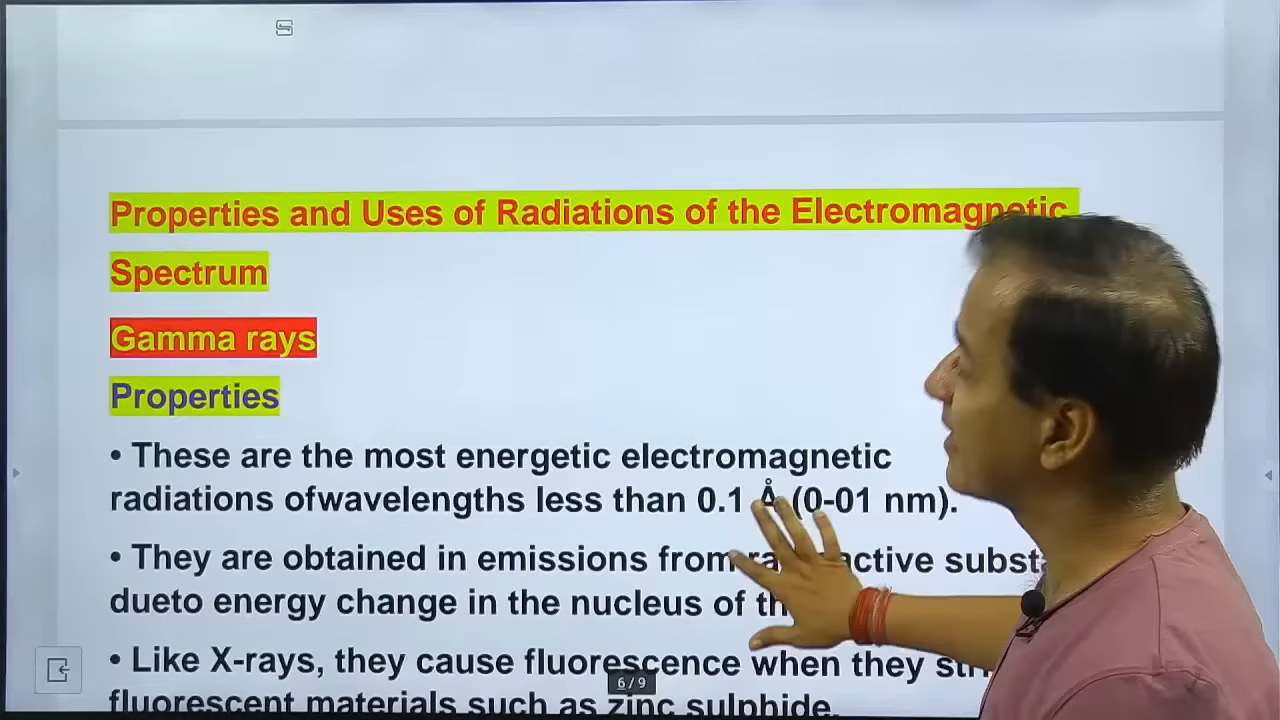 Properties and Uses of Radiations of the Electromagnetic
Spectrum
Gamma rays
Properties
• These are the most energetic electromagnetic
radiations ofwavelengths less than 0.1 Å (0-01 nm).
• They are obtained in emissions from
dueto energy change in the nucleus of
• Like X-rays, they cause fluorescence when they
fluorescent materials such as zinc sulphide.
6/9